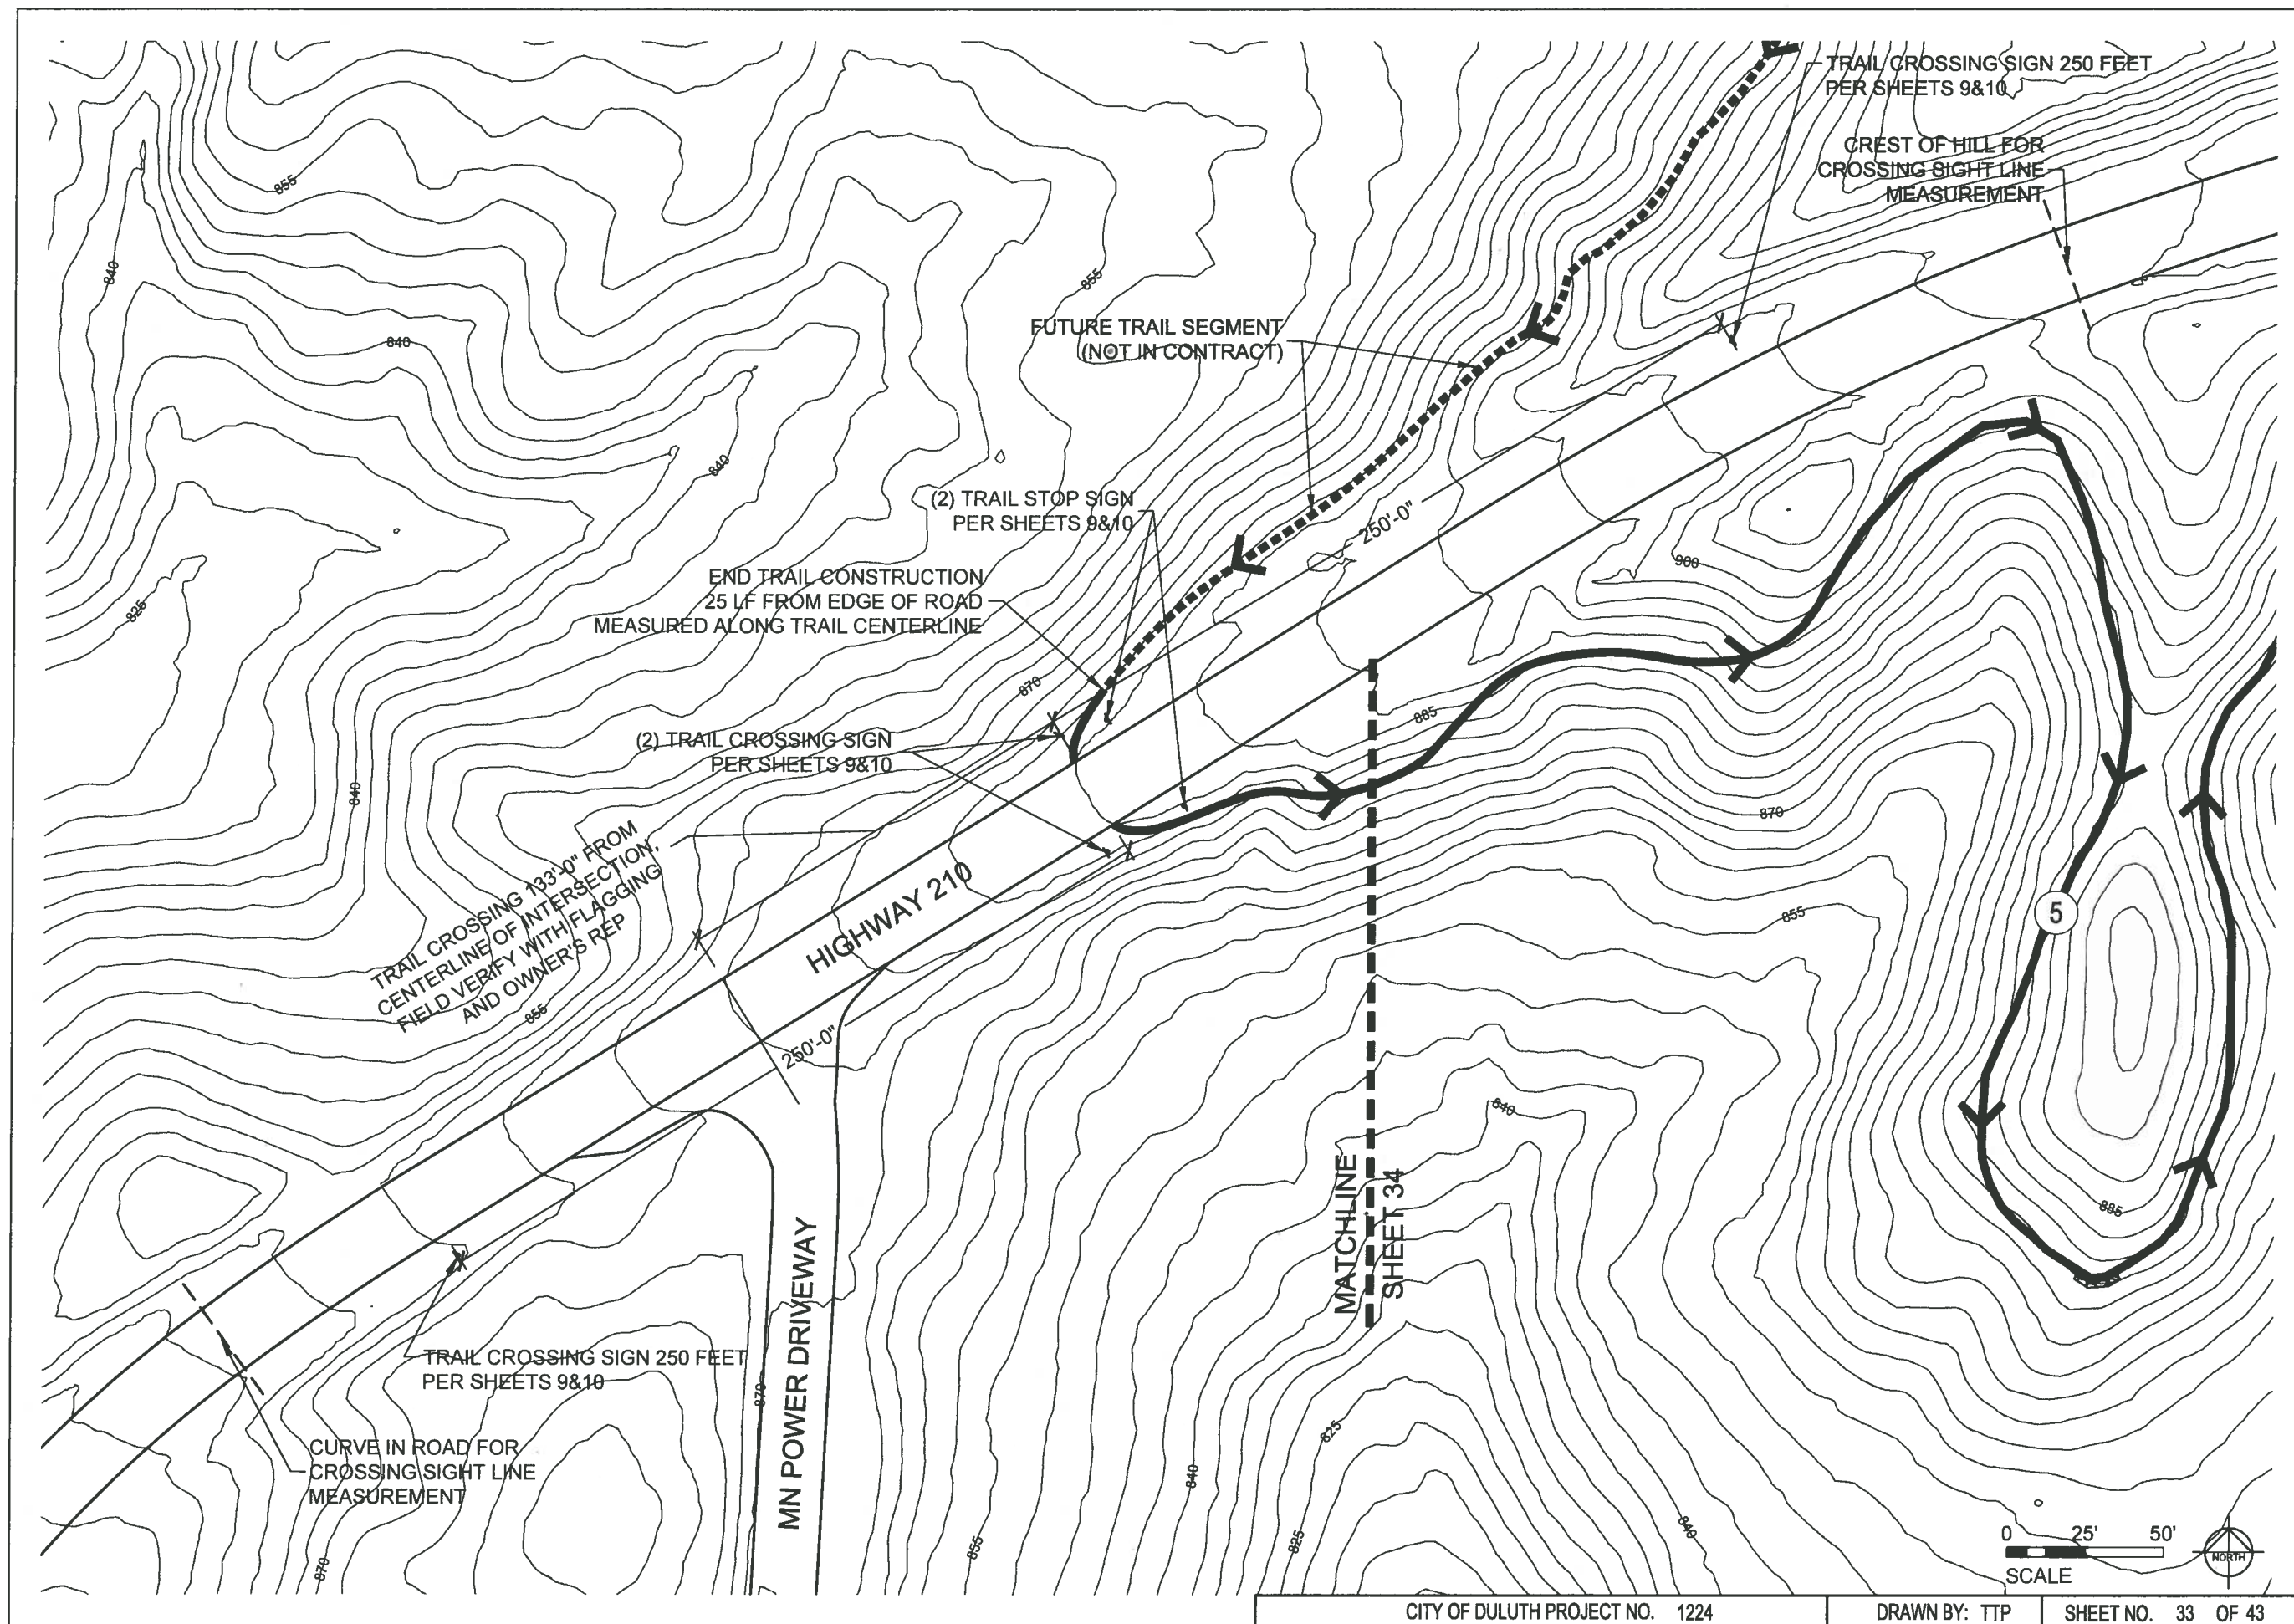 TRAIL CROSSING SIGN 250 FEET
PER SHEETS 9&10
CREST OF HILL FOR
CROSSING SIGHT LINE
MEASUREMENT
855
840
855
FUTURE TRAIL SEGMENT
(NOT IN CONTRACT)
840
840
(2) TRAIL STOP SIGN
PER SHEETS 9&10
250'-0"
900
END TRAIL CONSTRUCTION
25 LF FROM EDGE OF ROAD
MEASURED ALONG TRAIL CENTERLINE
825
870
885
(2) TRAIL CROSSING SIGN
PER SHEETS 9&10
840
870
TRAIL CROSSING 133'-0" FROM
CENTERLINE OF INTERSECTION,
FIELD VERIFY WITH FLAGGING
AND OWNER'S REP
HIGHWAY 210
855
5
855
250'-0"
840
MATCHLINE
SHEET 34
885
MN POWER DRIVEWAY
TRAIL CROSSING SIGN 250 FEET
PER SHEETS 9&10
870
CURVE IN ROAD FOR
CROSSING SIGHT LINE
MEASUREMENT
825
840
840
825
855
870
0 25' 50'
SCALE
NORTH
CITY OF DULUTH PROJECT NO. 1224
DRAWN BY: TTP
SHEET NO. 33 OF 43